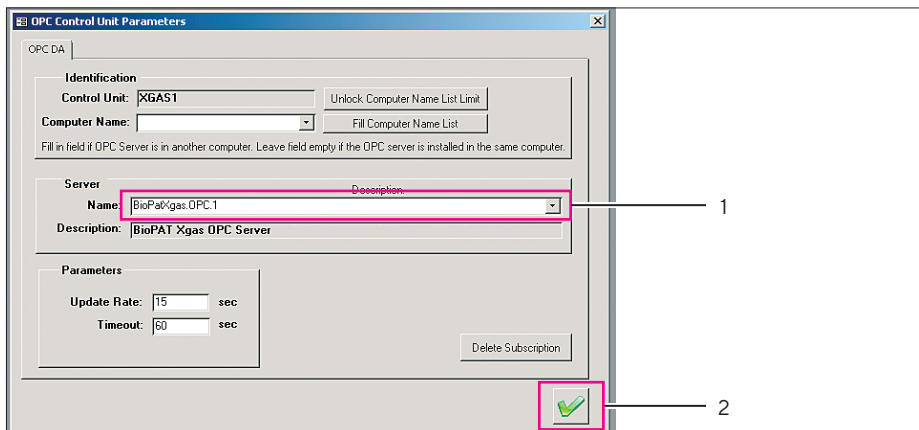 OPC Control Unit Parameters
OPC DA
Identification
Control Unit: XGAS1 Unlock Computer Name List Limit
Computer Name: Fill Computer Name List
Fill in field if OPC Server is in another computer. Leave field empty if the OPC server is installed in the same computer.
Server Description:
Name: BioPatXgas.OPC.1 1
Description: BioPAT Xgas OPC Server
Parameters
Update Rate: 15 sec
Timeout: 60 sec
Delete Subscription
2